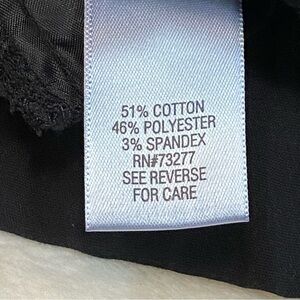 51% COTTON
46% POLYESTER
3% SPANDEX
RN#73277
SEE REVERSE
FOR CARE